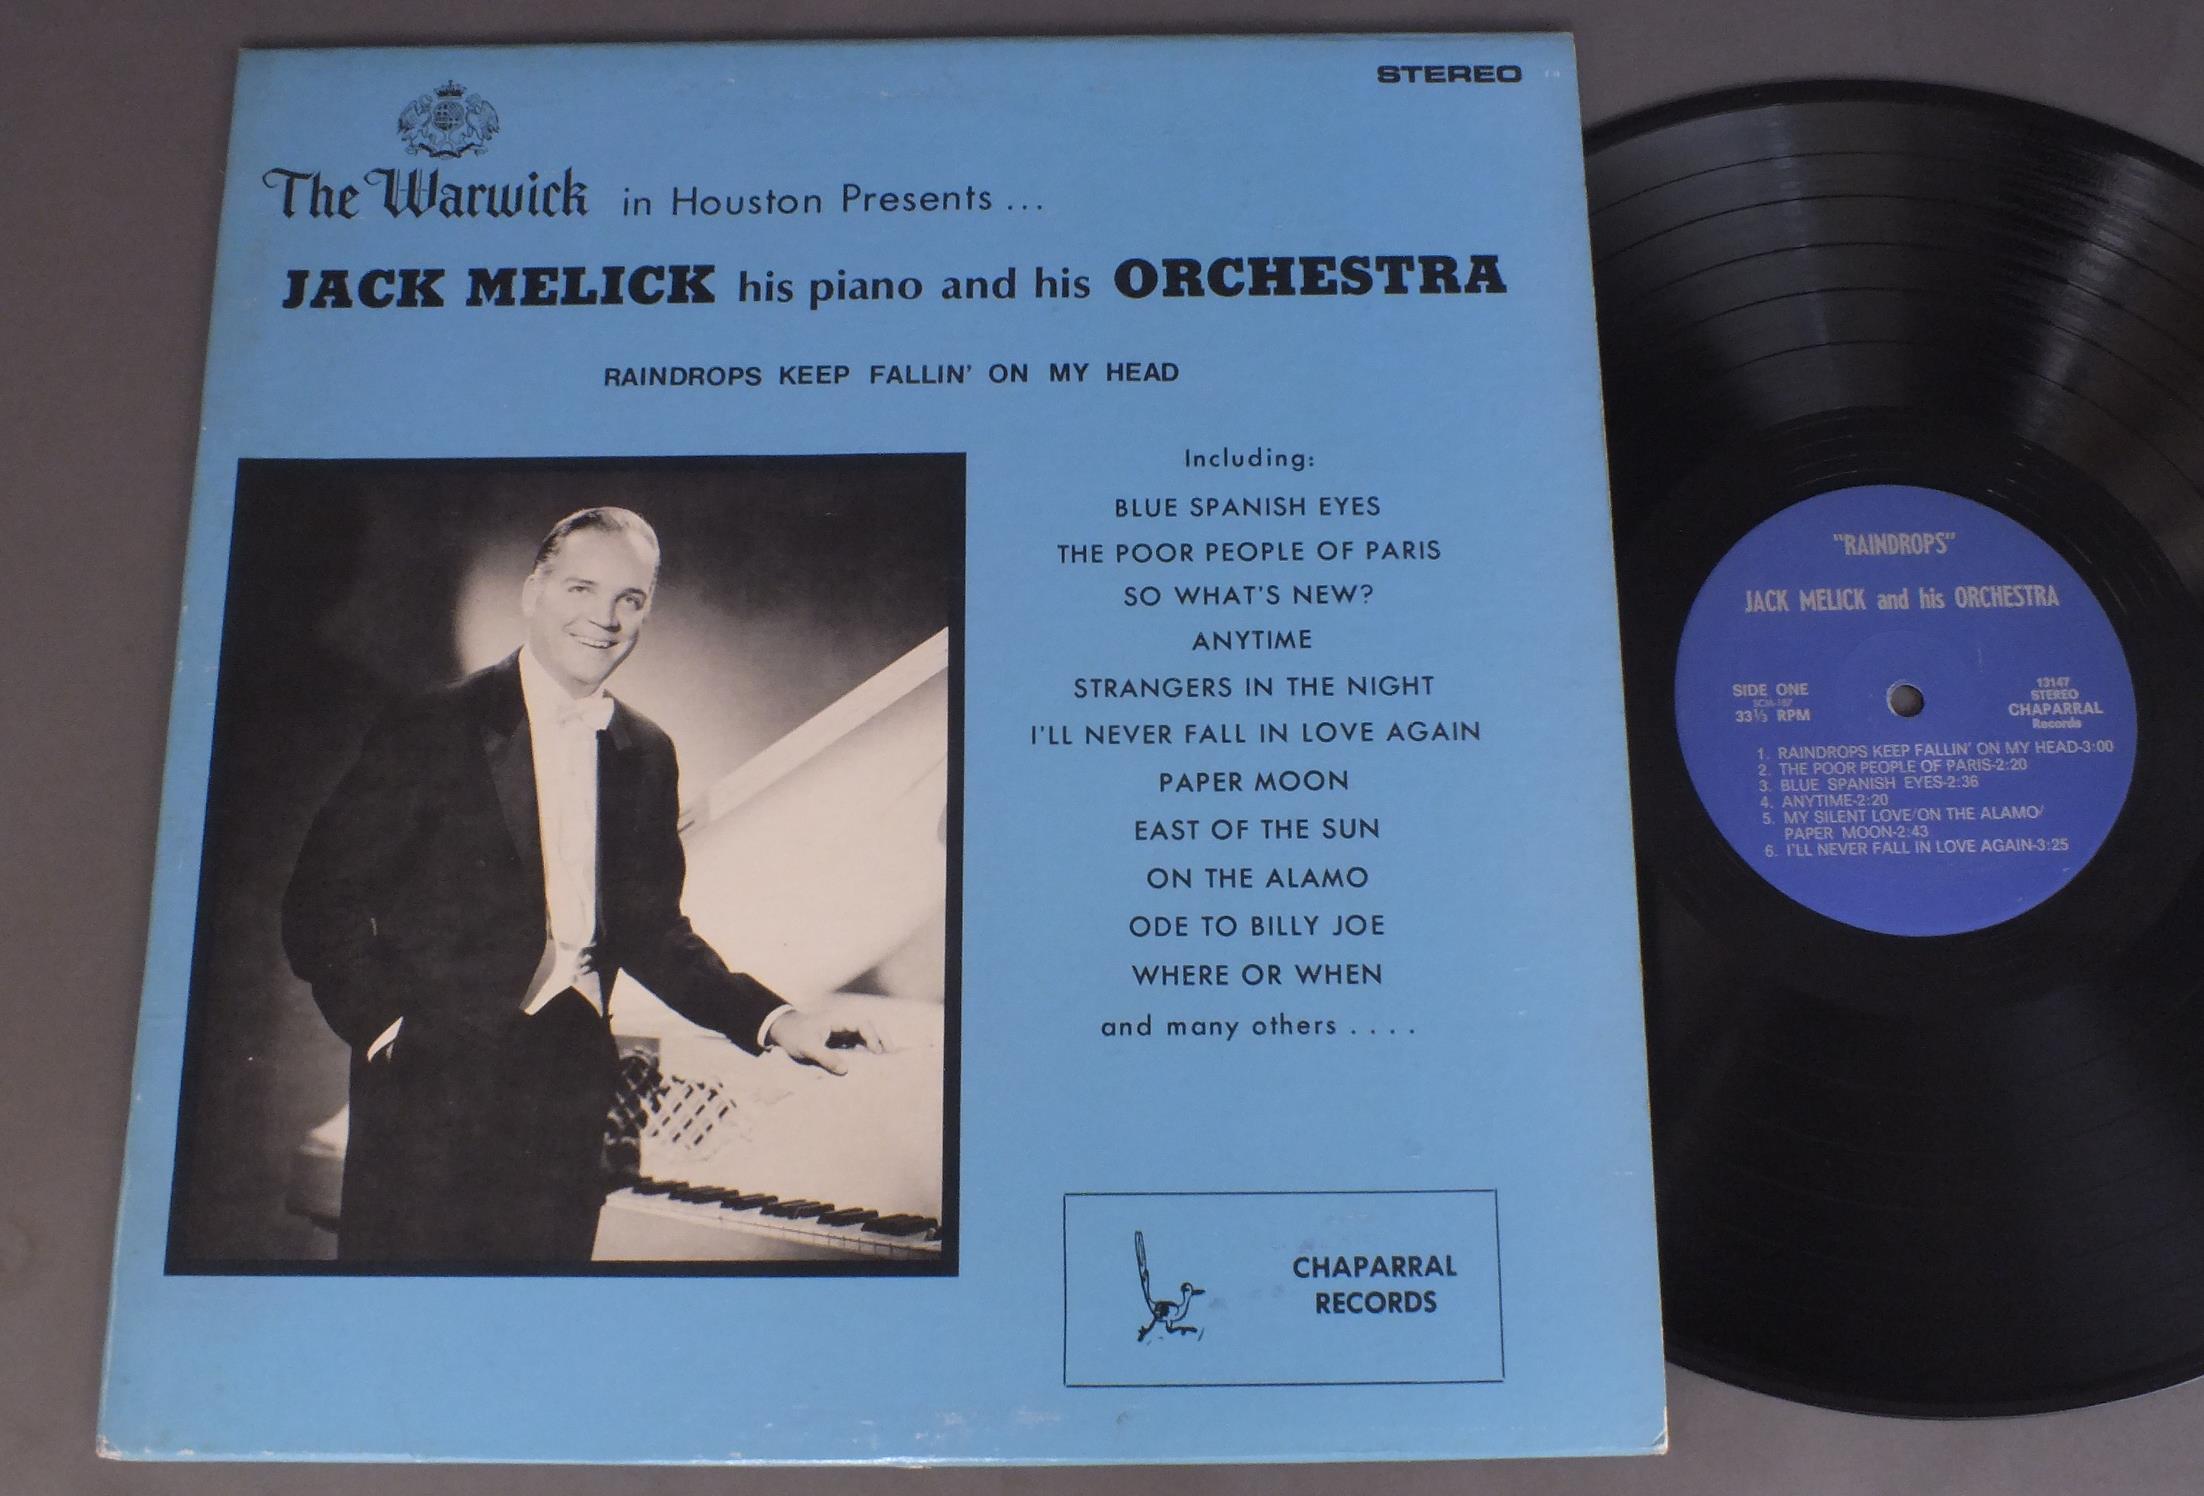 STEREO
The Warwick in Houston Presents ...
JACK MELICK his piano and his ORCHESTRA
RAINDROPS KEEP FALLIN' ON MY HEAD
Including:
BLUE SPANISH EYES
THE POOR PEOPLE OF PARIS
SO WHAT'S NEW?
ANYTIME
STRANGERS IN THE NIGHT
I'LL NEVER FALL IN LOVE AGAIN
PAPER MOON
EAST OF THE SUN
ON THE ALAMO
ODE TO BILLY JOE
WHERE OR WHEN
and many others . . . .
CHAPARRAL
RECORDS
"RAINDROPS"
JACK MELICK and his ORCHESTRA
SIDE ONE
33⅓ RPM
13147
STEREO
CHAPARRAL
Records
1. RAINDROPS KEEP FALLIN' ON MY HEAD-3:00
2. THE POOR PEOPLE OF PARIS-2:20
3. BLUE SPANISH EYES-2:36
4. ANYTIME-2:20
5. MY SILENT LOVE/ON THE ALAMO/
PAPER MOON-2:43
6. I'LL NEVER FALL IN LOVE AGAIN-3:25